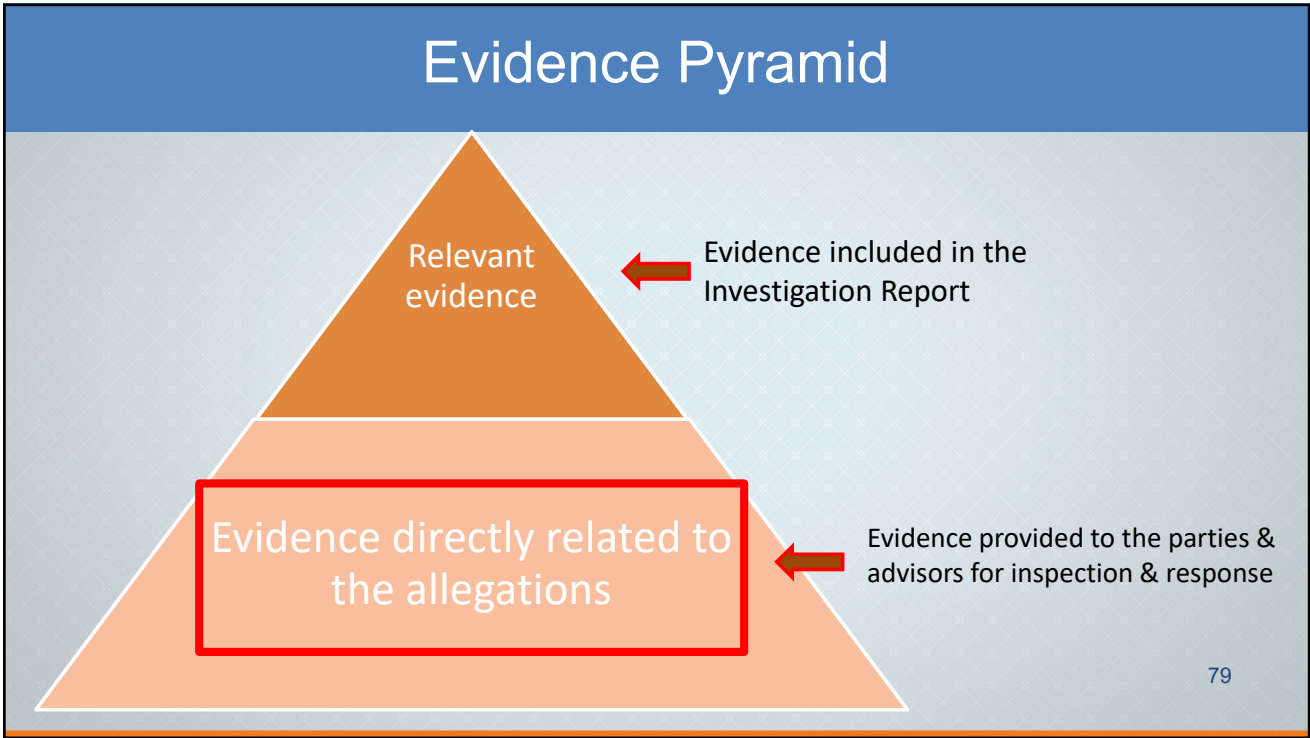 Evidence Pyramid
Relevant
evidence
Evidence included in the
Investigation Report
Evidence directly related to
the allegations
Evidence provided to the parties &
advisors for inspection & response
79